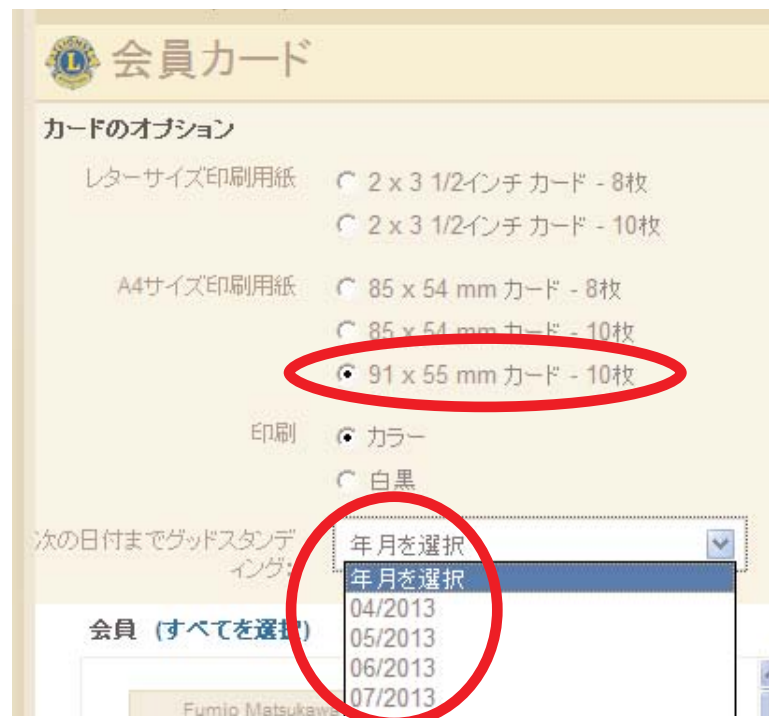 会員カード
カードのオプション
レターサイズ印刷用紙
2 x 3 1/2インチ カード - 8枚
2 x 3 1/2インチ カード - 10枚
A4サイズ印刷用紙
85 x 54 mm カード - 8枚
85 x 54 mm カード - 10枚
91 x 55 mm カード - 10枚
印刷
カラー
白黒
次の日付までグッドスタンデ
ィング:
年月を選択
年月を選択
04/2013
05/2013
06/2013
07/2013
会員 (すべてを選択)
Fumio